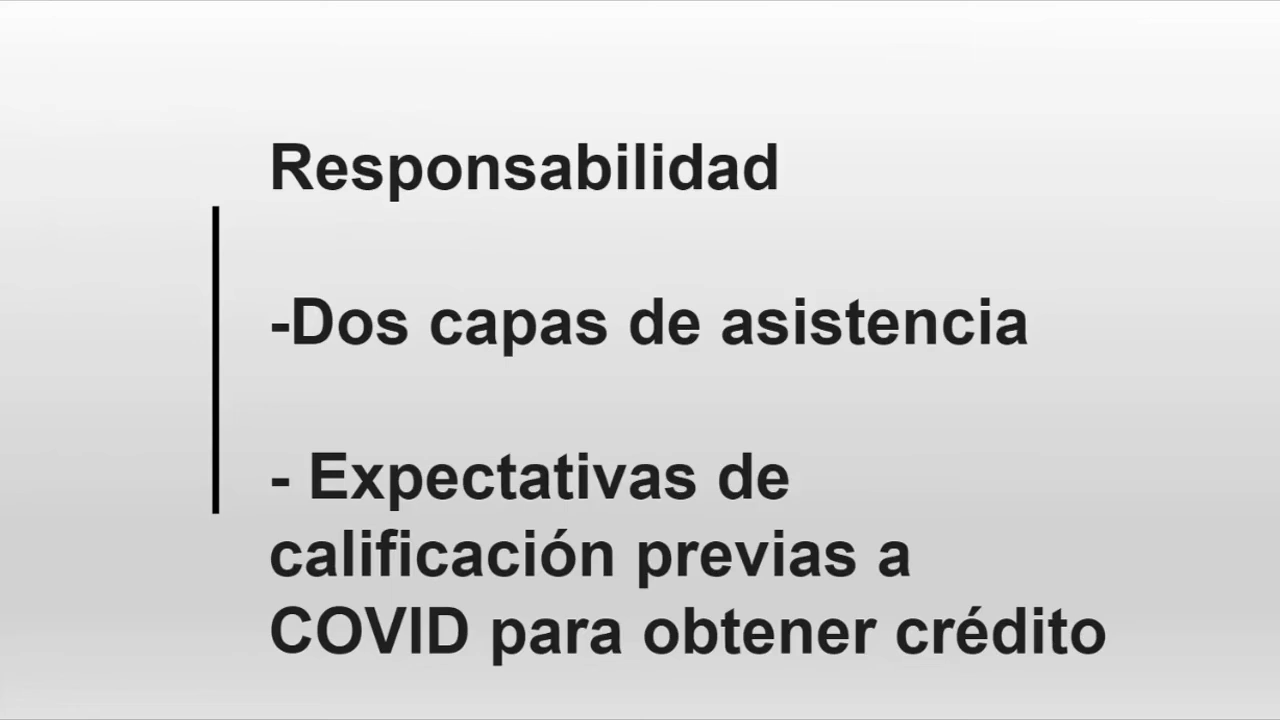 Responsabilidad
-Dos capas de asistencia
- Expectativas de
calificación previas a
COVID para obtener crédito